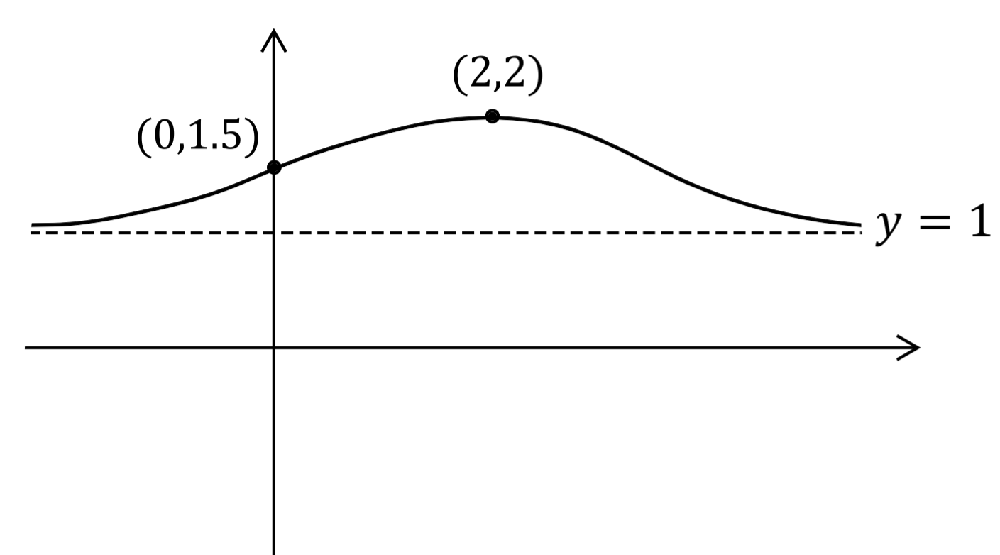 (2,2)
(0,1.5)
y = 1